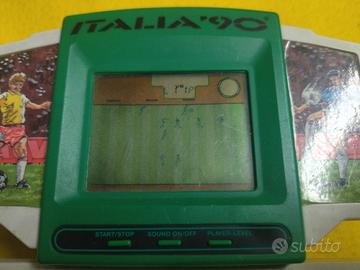 ITALIA'90
START/STOP SOUND ON/OFF PLAYER-LEVEL
subito